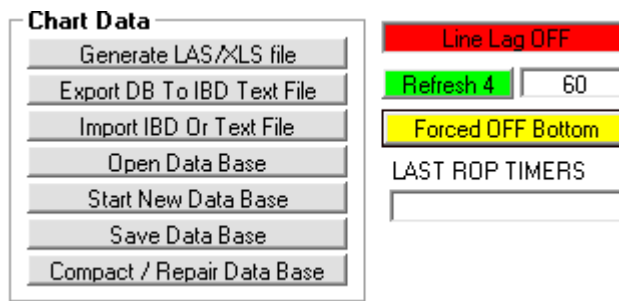 Chart Data
Generate LAS/XLS file
Export DB To IBD Text File
Import IBD Or Text File
Open Data Base
Start New Data Base
Save Data Base
Compact / Repair Data Base
Line Lag OFF
Refresh 4 60
Forced OFF Bottom
LAST ROP TIMERS